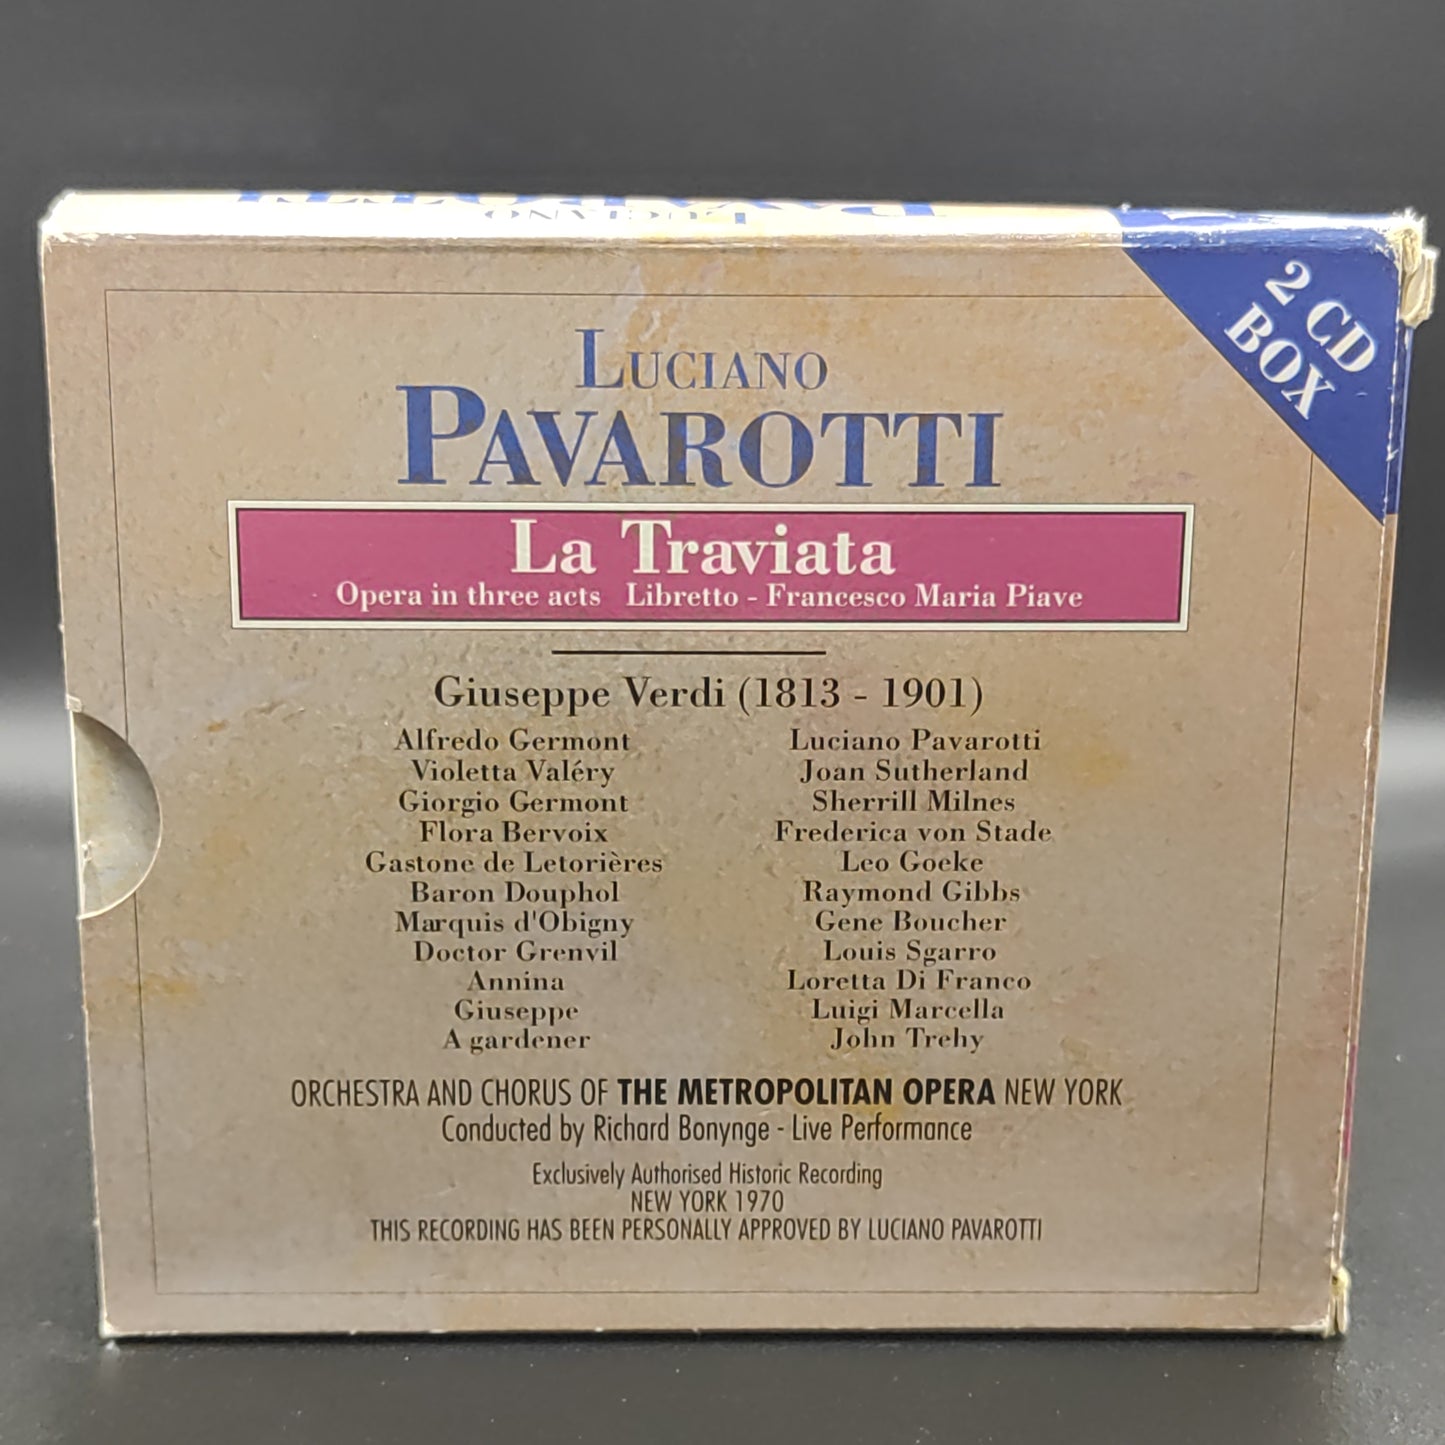 LUCIANO
PAVAROTTI
2 CD
BOX
LUCIANO
PAVAROTTI
La Traviata
Opera in three acts Libretto - Francesco Maria Piave
Giuseppe Verdi (1813 - 1901)
Alfredo Germont Luciano Pavarotti
Violetta Valéry Joan Sutherland
Giorgio Germont Sherrill Milnes
Flora Bervoix Frederica von Stade
Gastone de Letorières Leo Goeke
Baron Douphol Raymond Gibbs
Marquis d'Obigny Gene Boucher
Doctor Grenvil Louis Sgarro
Annina Loretta Di Franco
Giuseppe Luigi Marcella
A gardener John Trehy
ORCHESTRA AND CHORUS OF THE METROPOLITAN OPERA NEW YORK
Conducted by Richard Bonynge - Live Performance
Exclusively Authorised Historic Recording
NEW YORK 1970
THIS RECORDING HAS BEEN PERSONALLY APPROVED BY LUCIANO PAVAROTTI